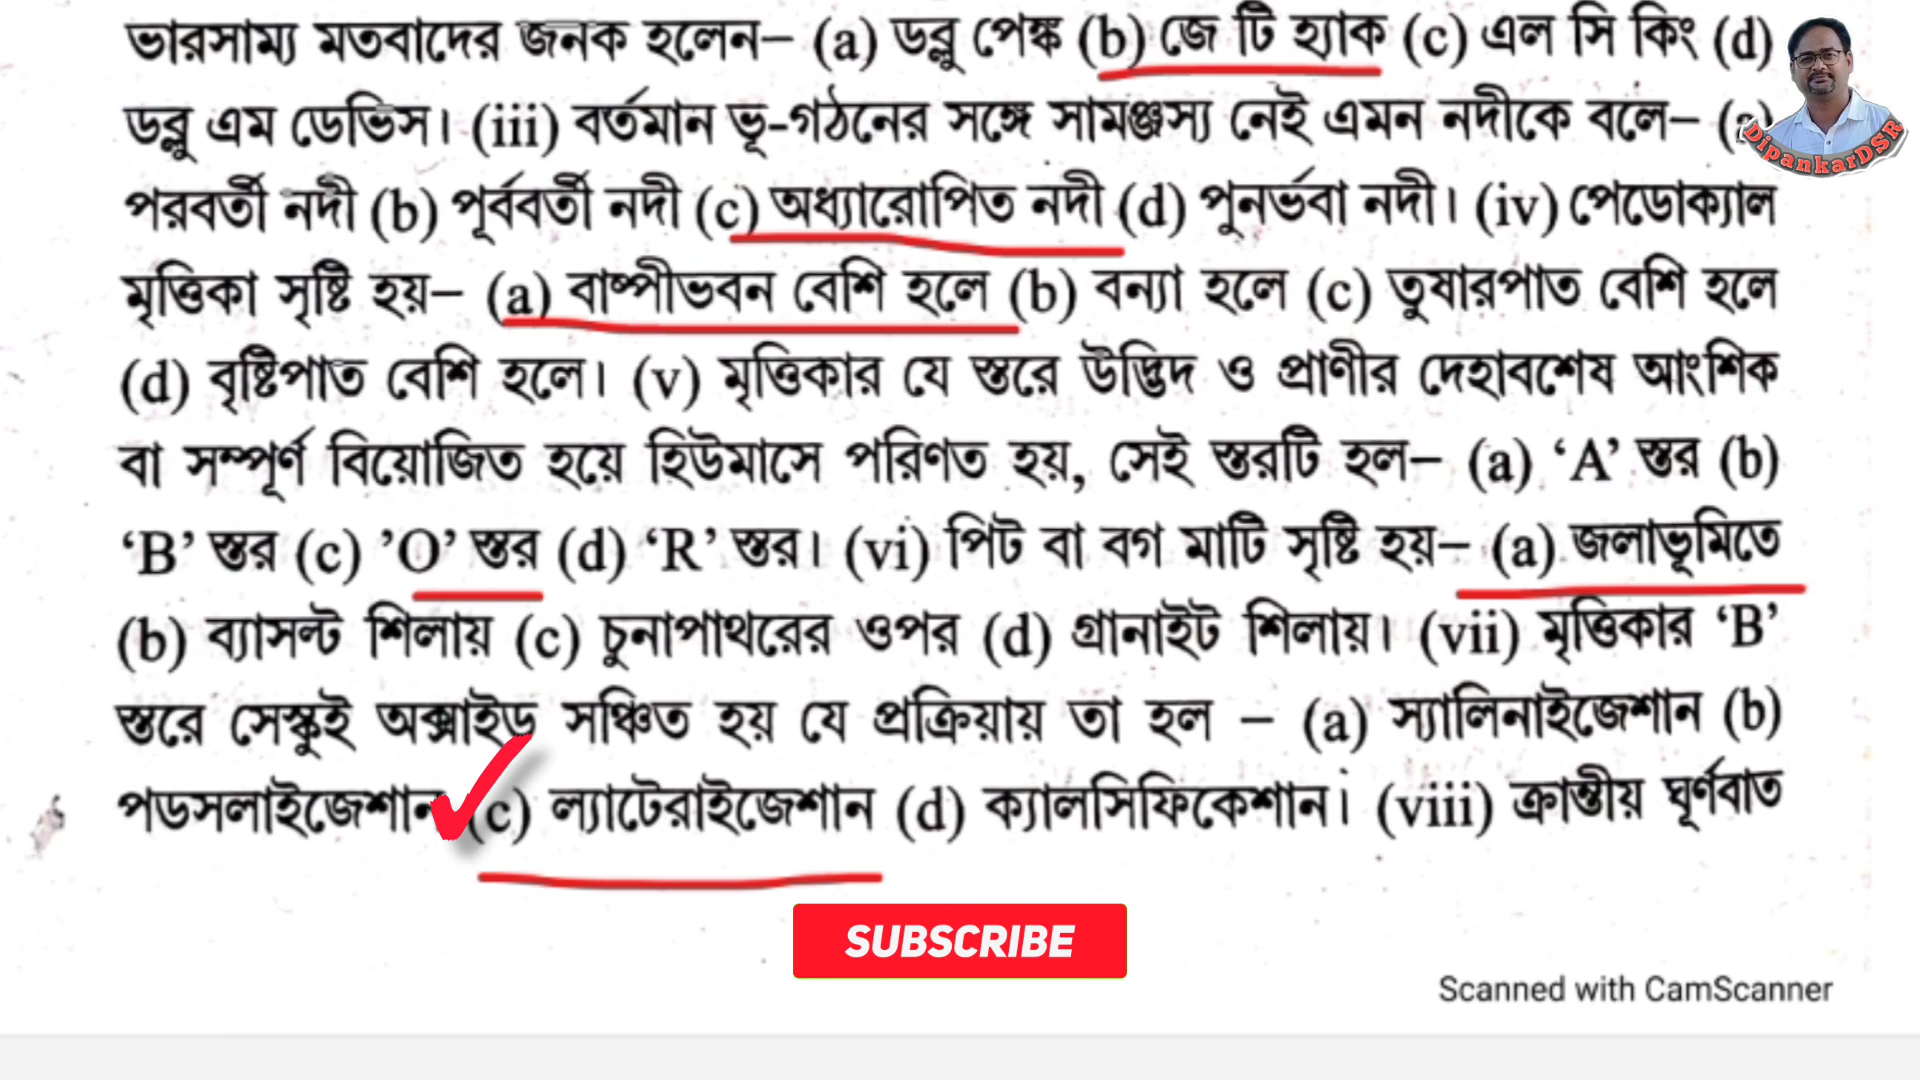 ভারসাম্য মতবাদের জনক হলেন– (a) ডব্লু পেঙ্ক (b) জে টি হ্যাক (c) এল সি কিং (d)
ডব্লু এম ডেভিস। (iii) বর্তমান ভূ-গঠনের সঙ্গে সামঞ্জস্য নেই এমন নদীকে বলে– (a)
DipankarDSR
পরবর্তী নদী (b) পূর্ববর্তী নদী (c) অধ্যারোপিত নদী (d) পুনর্ভবা নদী। (iv) পেডোক্যাল
মৃত্তিকা সৃষ্টি হয়– (a) বাষ্পীভবন বেশি হলে (b) বন্যা হলে (c) তুষারপাত বেশি হলে
(d) বৃষ্টিপাত বেশি হলে। (v) মৃত্তিকার যে স্তরে উদ্ভিদ ও প্রাণীর দেহাবশেষ আংশিক
বা সম্পূর্ণ বিয়োজিত হয়ে হিউমাসে পরিণত হয়, সেই স্তরটি হল– (a) ‘A’ স্তর (b)
‘B’ স্তর (c) ’O’ স্তর (d) ‘R’ স্তর। (vi) পিট বা বগ মাটি সৃষ্টি হয়– (a) জলাভূমিতে
(b) ব্যাসল্ট শিলায় (c) চুনাপাথরের ওপর (d) গ্রানাইট শিলায়। (vii) মৃত্তিকার ‘B’
স্তরে সেস্কুই অক্সাইড সঞ্চিত হয় যে প্রক্রিয়ায় তা হল – (a) স্যালিনাইজেশান (b)
পডসলাইজেশান (c) ল্যাটেরাইজেশান (d) ক্যালসিফিকেশান। (viii) ক্রান্তীয় ঘূর্ণবাত
SUBSCRIBE
Scanned with CamScanner